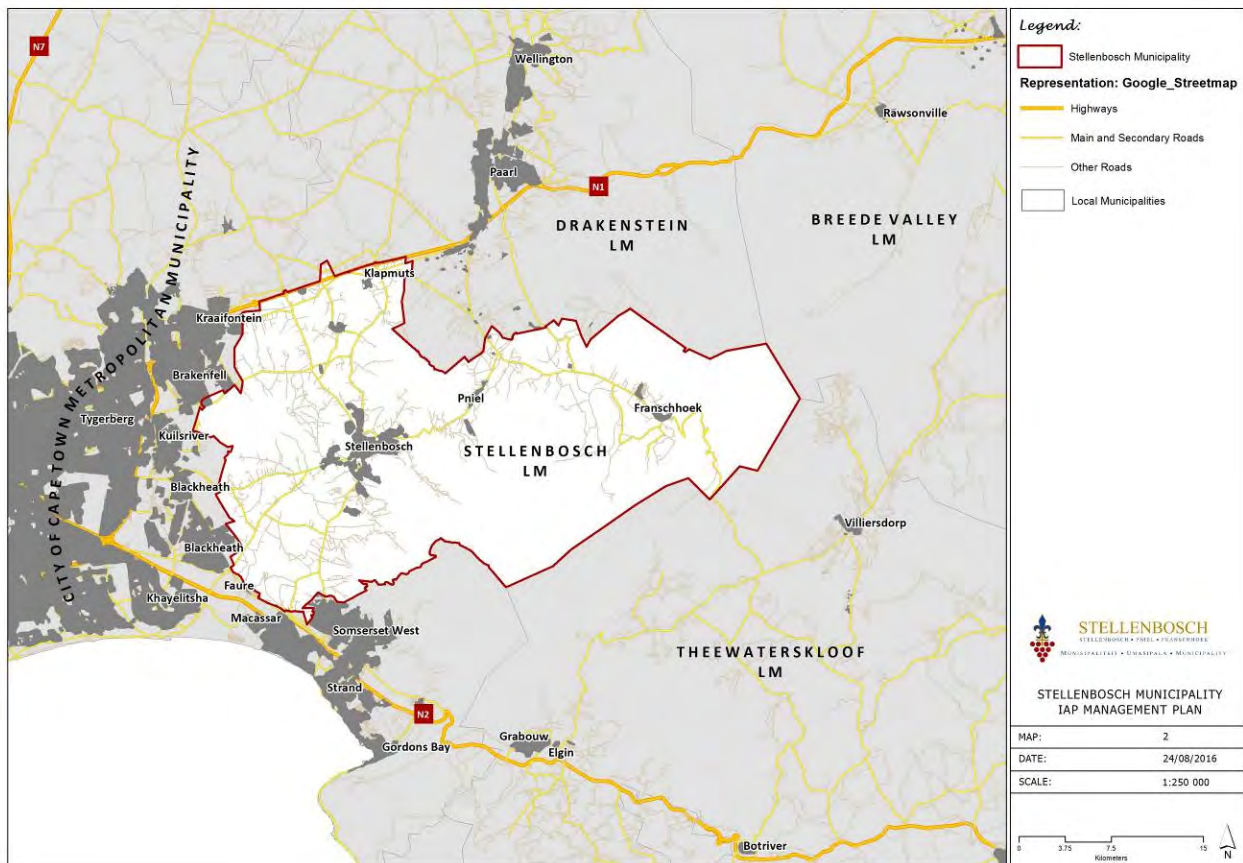 N7
Wellington
Rawsonville
Paarl
N1
DRAKENSTEIN
LM
BREEDE VALLEY
LM
CITY OF CAPETOWN METROPOLITAN MUNICIPALITY
Klapmuts
Kraaifontein
Brakenfell
Tygerberg
Kuilsriver
Pniel
Franschhoek
Stellenbosch
STELLENBOSCH
LM
Blackheath
Villiersdorp
Blackheath
Faure
Khayelitsha
Macassar
Somserset West
THEEWATERSKLOOF
LM
Strand
N2
Gordons Bay
Grabouw
Elgin
Botriver
Legend:
Stellenbosch Municipality
Representation: Google_Streetmap
Highways
Main and Secondary Roads
Other Roads
Local Municipalities
STELLENBOSCH
STELLENBOSCH • PNIEL • FRANSCHHOEK
MUNISIPALITEIT • UMASIPALA • MUNICIPALITY
STELLENBOSCH MUNICIPALITY
IAP MANAGEMENT PLAN
MAP: 2
DATE: 24/08/2016
SCALE: 1:250 000
0 3.75 7.5 15
Kilometers
N